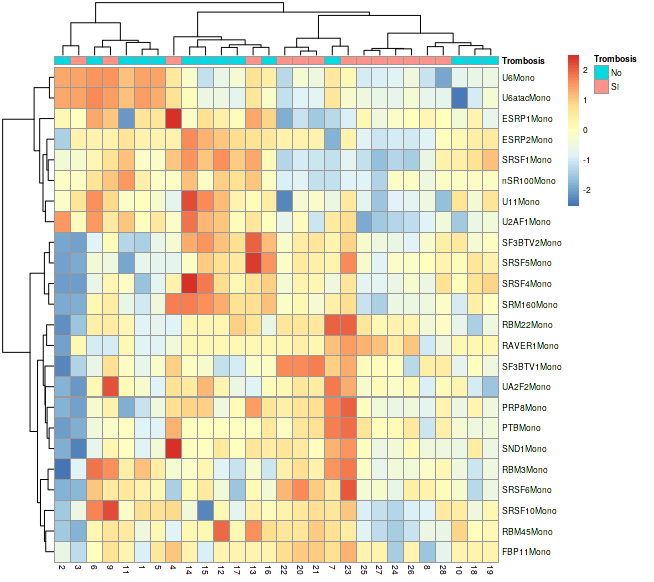 Trombosis
U6Mono
U6atacMono
ESRP1Mono
ESRP2Mono
SRSF1Mono
nSR100Mono
U11Mono
U2AF1Mono
SF3BTV2Mono
SRSF5Mono
SRSF4Mono
SRM160Mono
RBM22Mono
RAVER1Mono
SF3BTV1Mono
UA2F2Mono
PRP8Mono
PTBMono
SND1Mono
RBM3Mono
SRSF6Mono
SRSF10Mono
RBM45Mono
FBP11Mono
2 3 6 9 11 1 5 4 14 15 12 17 13 16 22 20 21 7 23 25 27 24 26 8 28 10 18 19
2
1
0
-1
-2
Trombosis
No
SI